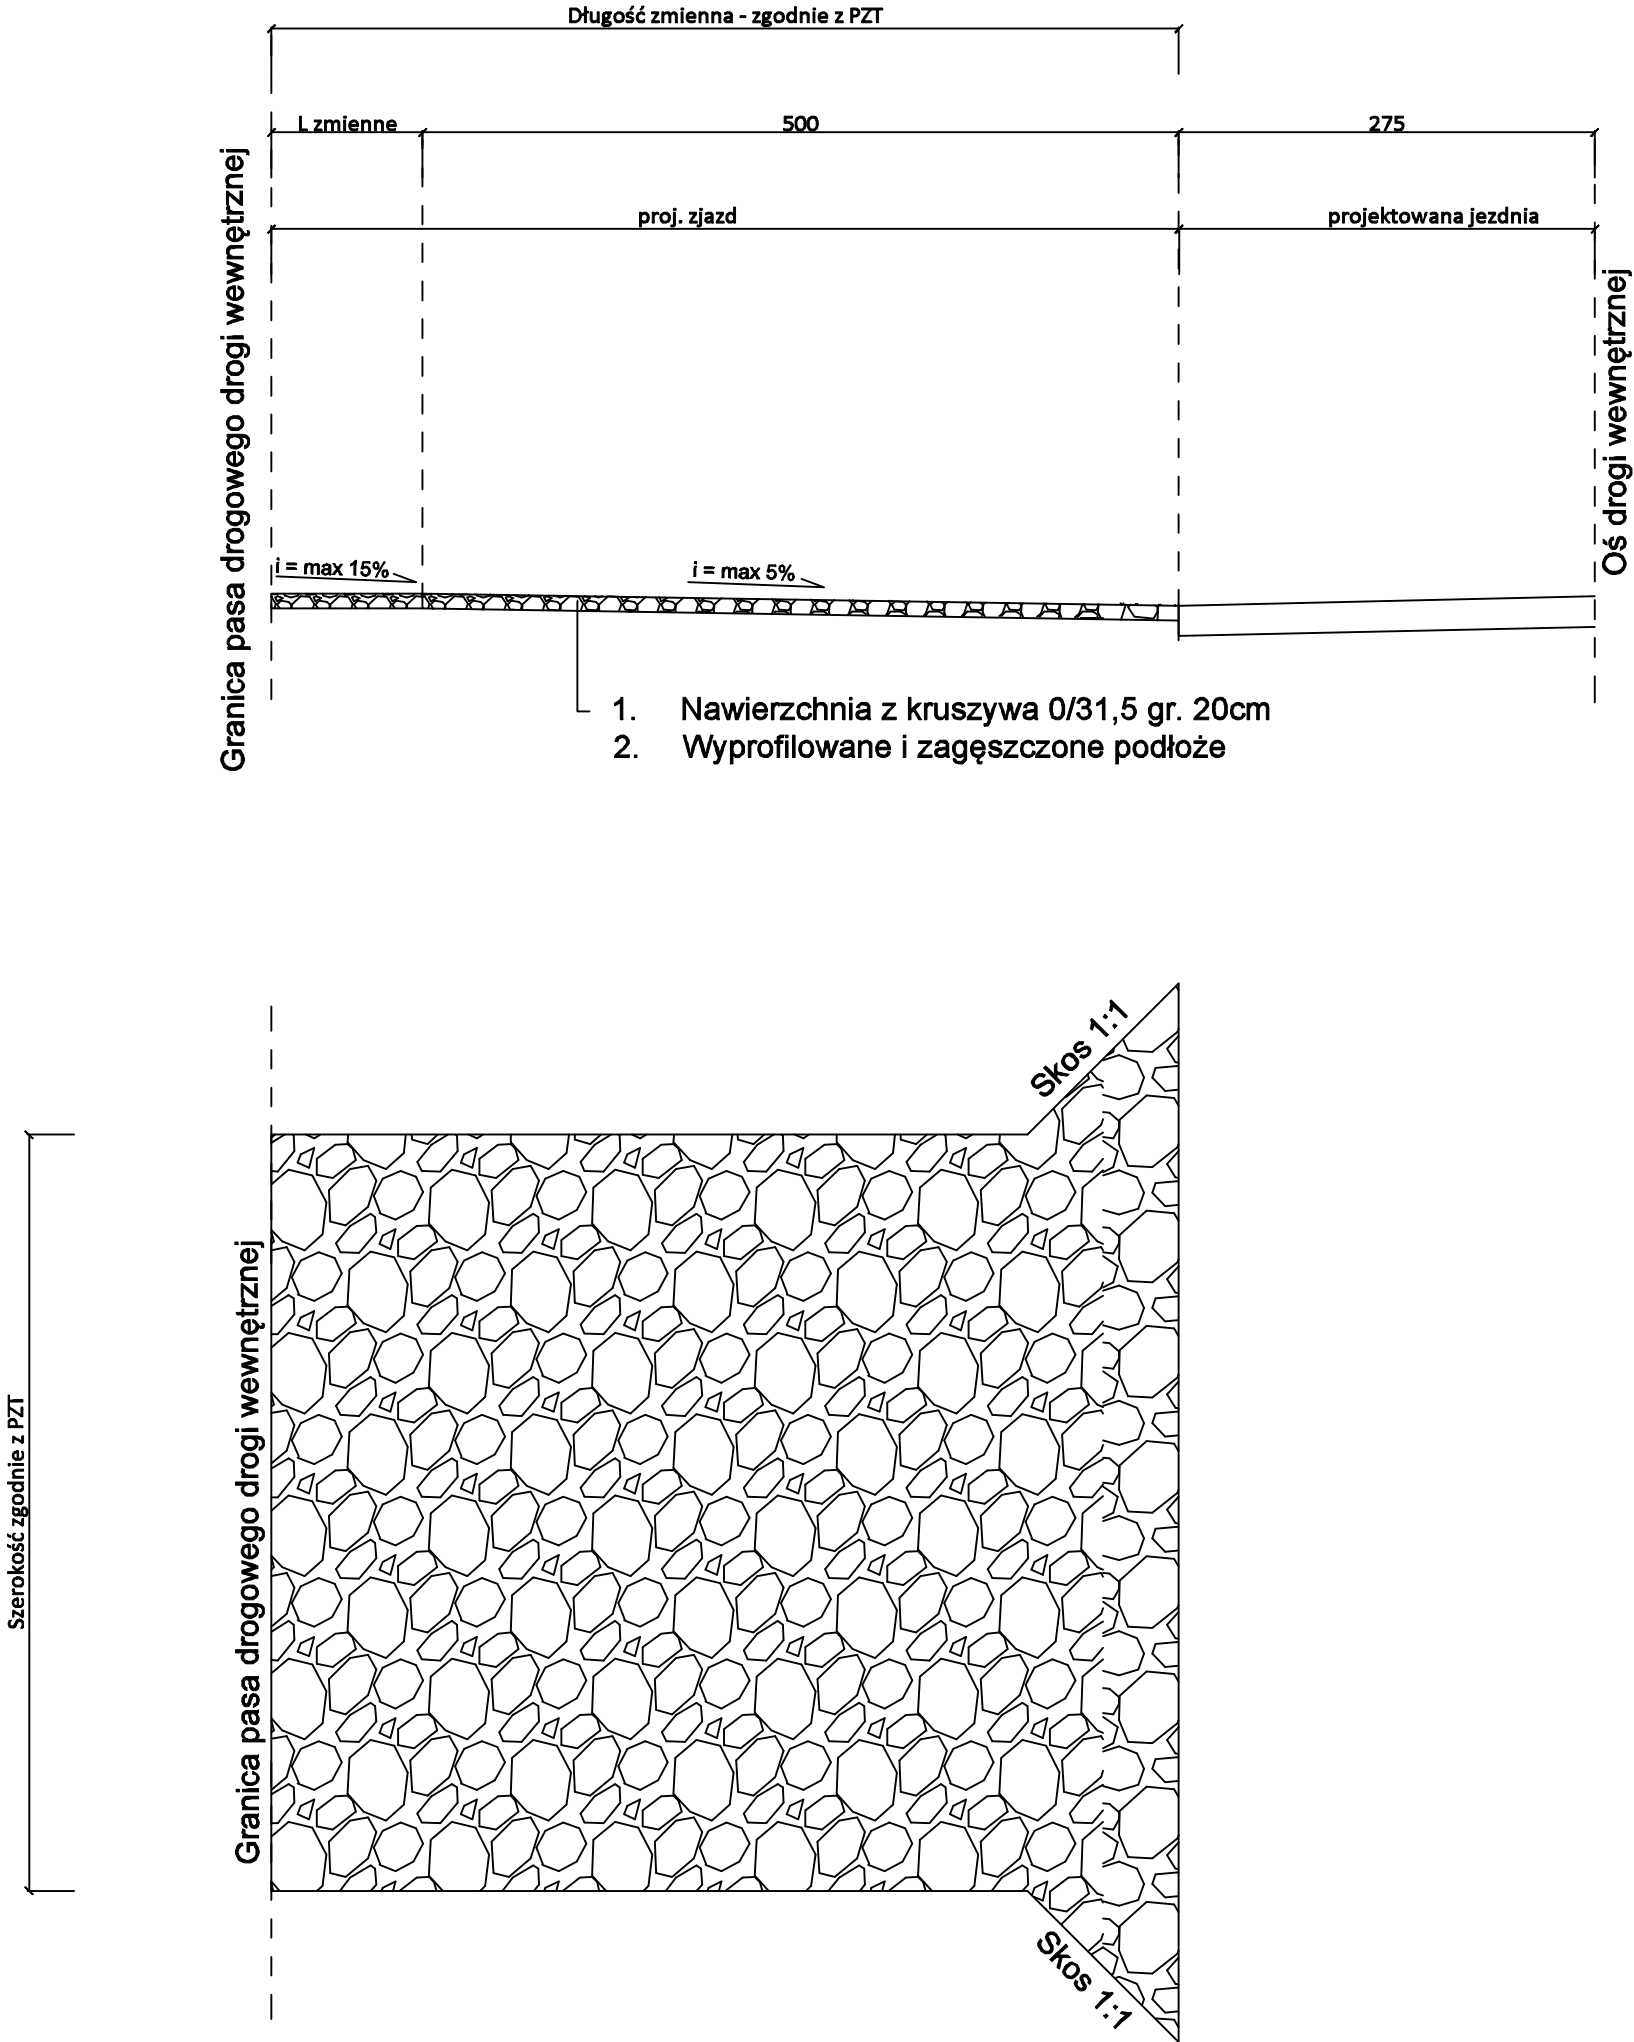 Długość zmienna - zgodnie z PZT
L zmienne
500
275
proj. zjazd
projektowana jezdnia
Granica pasa drogowego drogi wewnętrznej
Oś drogi wewnętrznej
i = max 15%
i = max 5%
1. Nawierzchnia z kruszywa 0/31,5 gr. 20cm
2. Wyprofilowane i zagęszczone podłoże
Skos 1:1
Szerokość zgodnie z PZT
Granica pasa drogowego drogi wewnętrznej
Skos 1:1